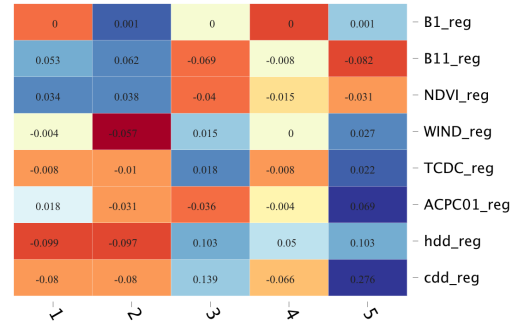 0 0.001 0 0 0.001 B1_reg
0.053 0.062 -0.069 -0.008 -0.082 B11_reg
0.034 0.038 -0.04 -0.015 -0.031 NDVI_reg
-0.004 -0.057 0.015 0 0.027 WIND_reg
-0.008 -0.01 0.018 -0.008 0.022 TCDC_reg
0.018 -0.031 -0.036 -0.004 0.069 ACPC01_reg
-0.099 -0.097 0.103 0.05 0.103 hdd_reg
-0.08 -0.08 0.139 -0.066 0.276 cdd_reg
1 2 3 4 5